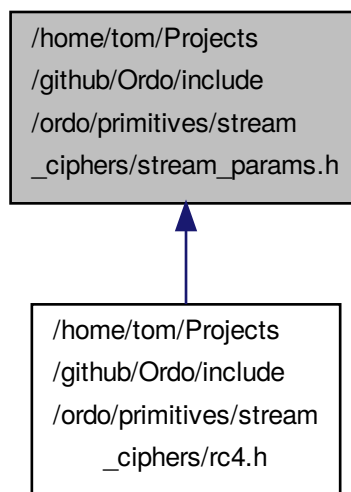 /home/tom/Projects
/github/Ordo/include
/ordo/primitives/stream
_ciphers/stream_params.h
/home/tom/Projects
/github/Ordo/include
/ordo/primitives/stream
_ciphers/rc4.h